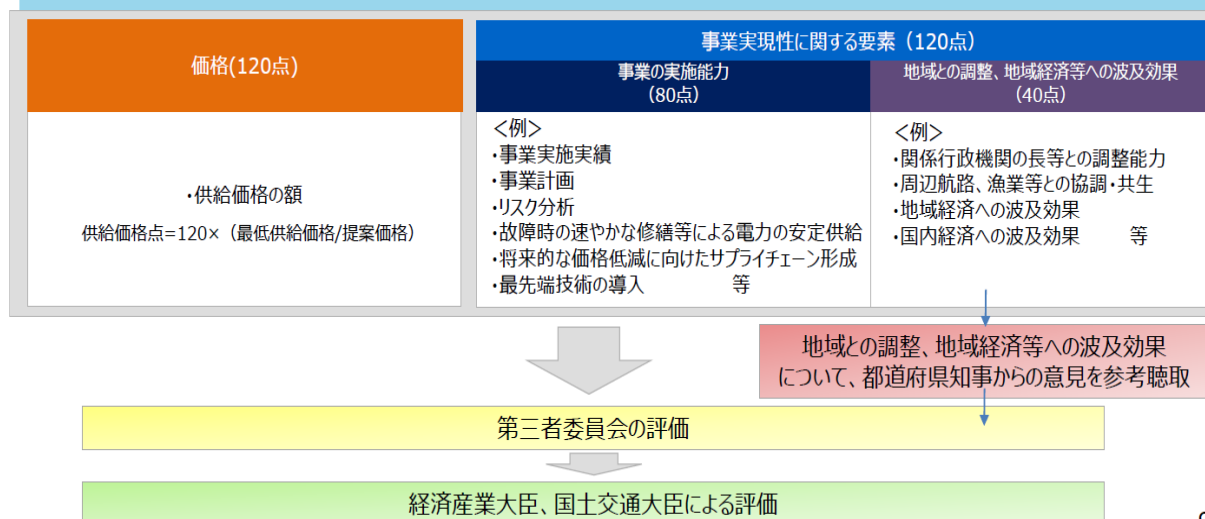 価格(120点)
事業実現性に関する要素（120点）
事業の実施能力
（80点）
地域との調整、地域経済等への波及効果
（40点）
・供給価格の額
供給価格点=120×（最低供給価格/提案価格）
＜例＞
・事業実施実績
・事業計画
・リスク分析
・故障時の速やかな修繕等による電力の安定供給
・将来的な価格低減に向けたサプライチェーン形成
・最先端技術の導入　　　　等
＜例＞
・関係行政機関の長等との調整能力
・周辺航路、漁業等との協調・共生
・地域経済への波及効果
・国内経済への波及効果　　等
地域との調整、地域経済等への波及効果
について、都道府県知事からの意見を参考聴取
第三者委員会の評価
経済産業大臣、国土交通大臣による評価